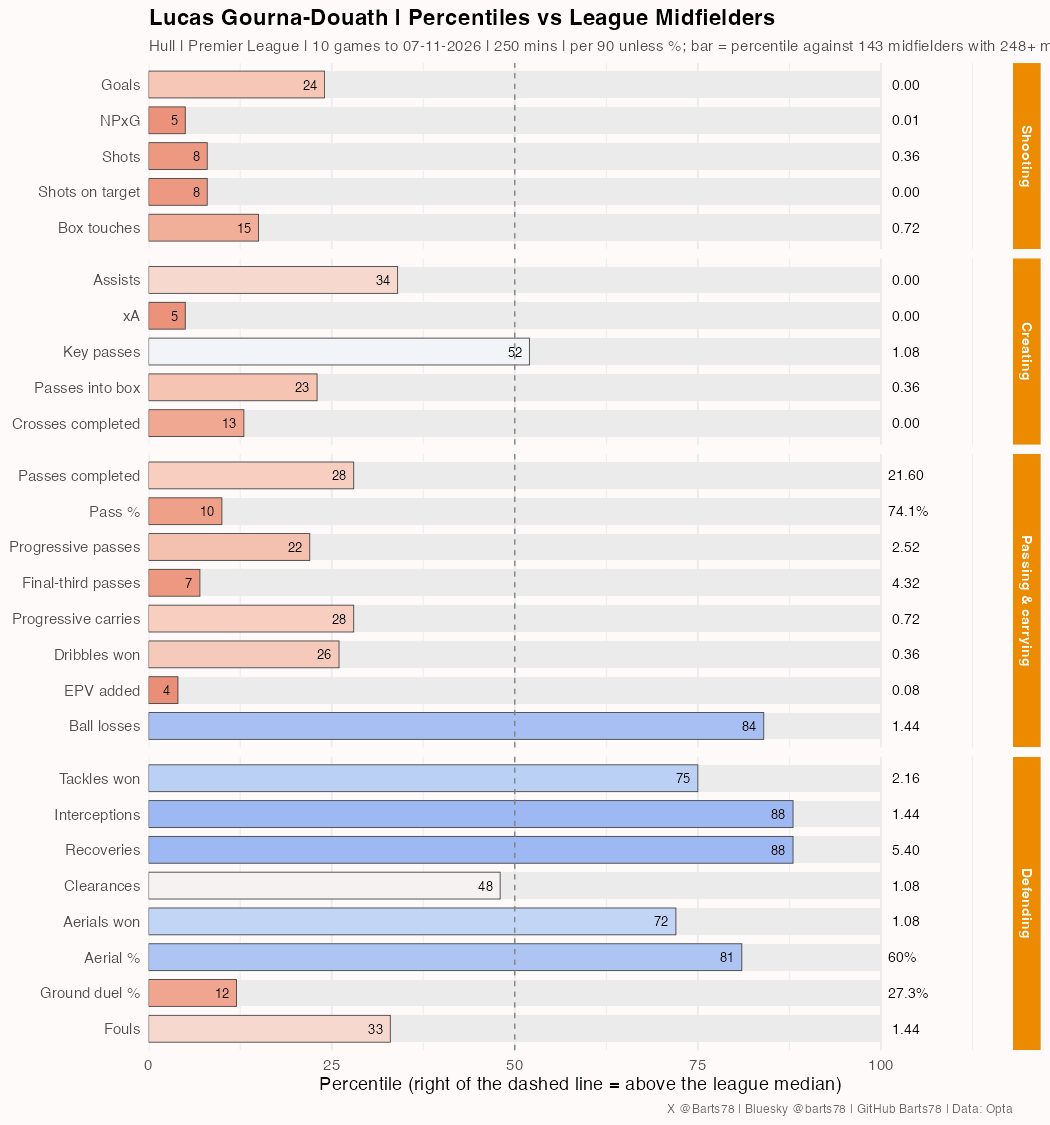 Lucas Gourna-Douath | Percentiles vs League Midfielders
Hull | Premier League | 10 games to 07-11-2026 | 250 mins | per 90 unless %; bar = percentile against 143 midfielders with 248+ m
Goals 24 0.00
NPxG 5 0.01
Shots 8 0.36
Shots on target 8 0.00
Box touches 15 0.72
Shooting
Assists 34 0.00
xA 5 0.00
Key passes 52 1.08
Passes into box 23 0.36
Crosses completed 13 0.00
Creating
Passes completed 28 21.60
Pass % 10 74.1%
Progressive passes 22 2.52
Final-third passes 7 4.32
Progressive carries 28 0.72
Dribbles won 26 0.36
EPV added 4 0.08
Ball losses 84 1.44
Passing & carrying
Tackles won 75 2.16
Interceptions 88 1.44
Recoveries 88 5.40
Clearances 48 1.08
Aerials won 72 1.08
Aerial % 81 60%
Ground duel % 12 27.3%
Fouls 33 1.44
Defending
0 25 50 75 100
Percentile (right of the dashed line = above the league median)
X @Barts78 | Bluesky @barts78 | GitHub Barts78 | Data: Opta